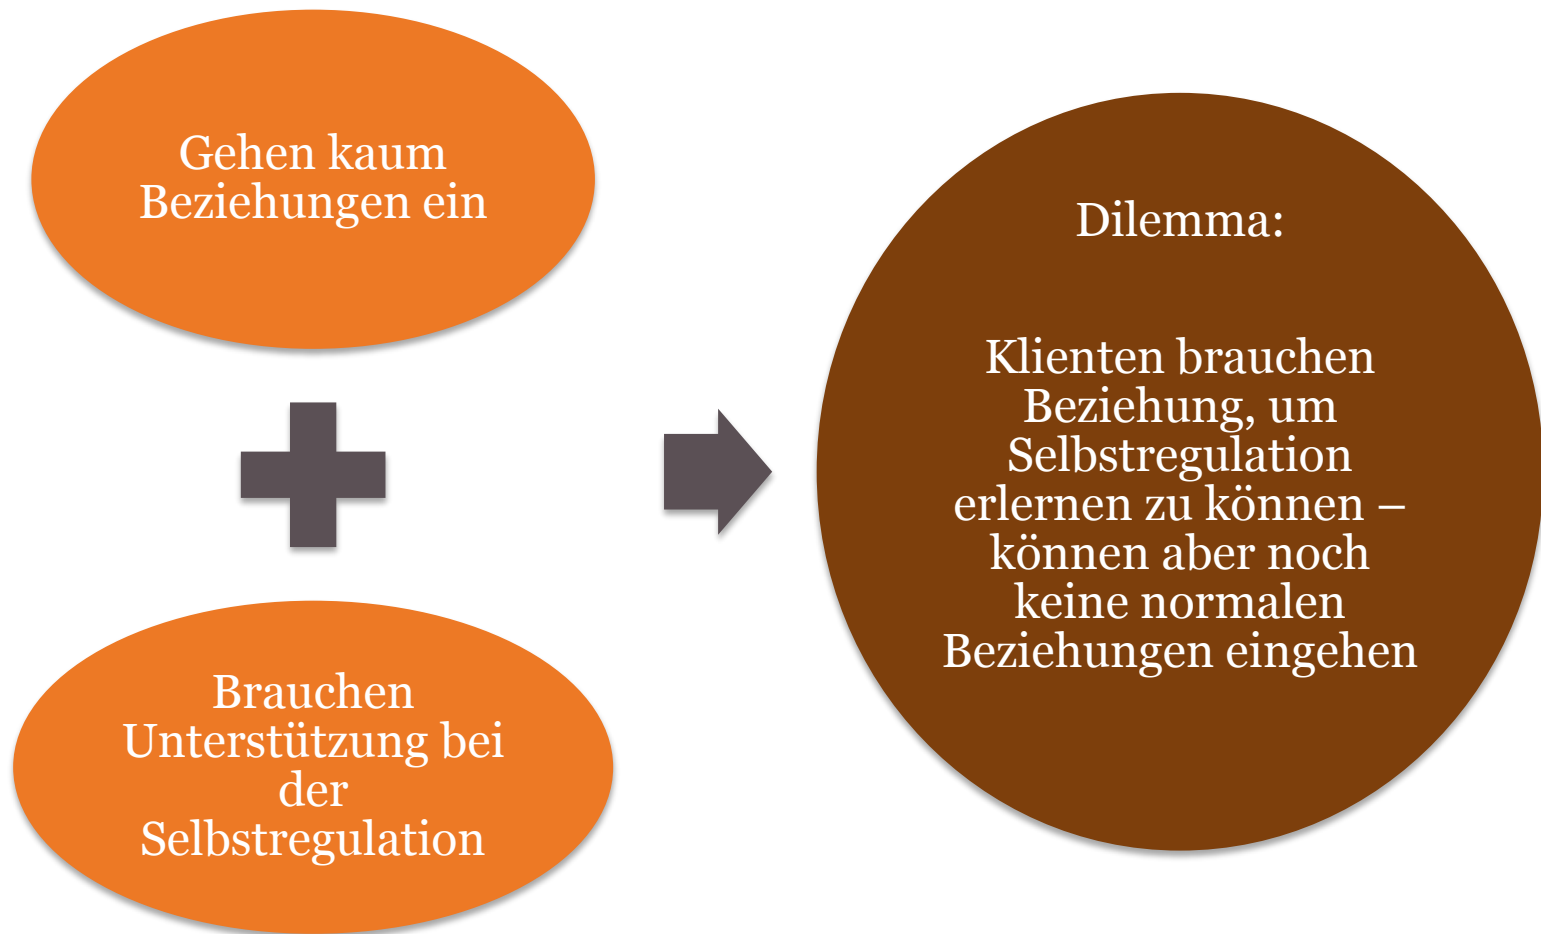 Gehen kaum
Beziehungen ein
Brauchen
Unterstützung bei
der
Selbstregulation
Dilemma:
Klienten brauchen
Beziehung, um
Selbstregulation
erlernen zu können –
können aber noch
keine normalen
Beziehungen eingehen